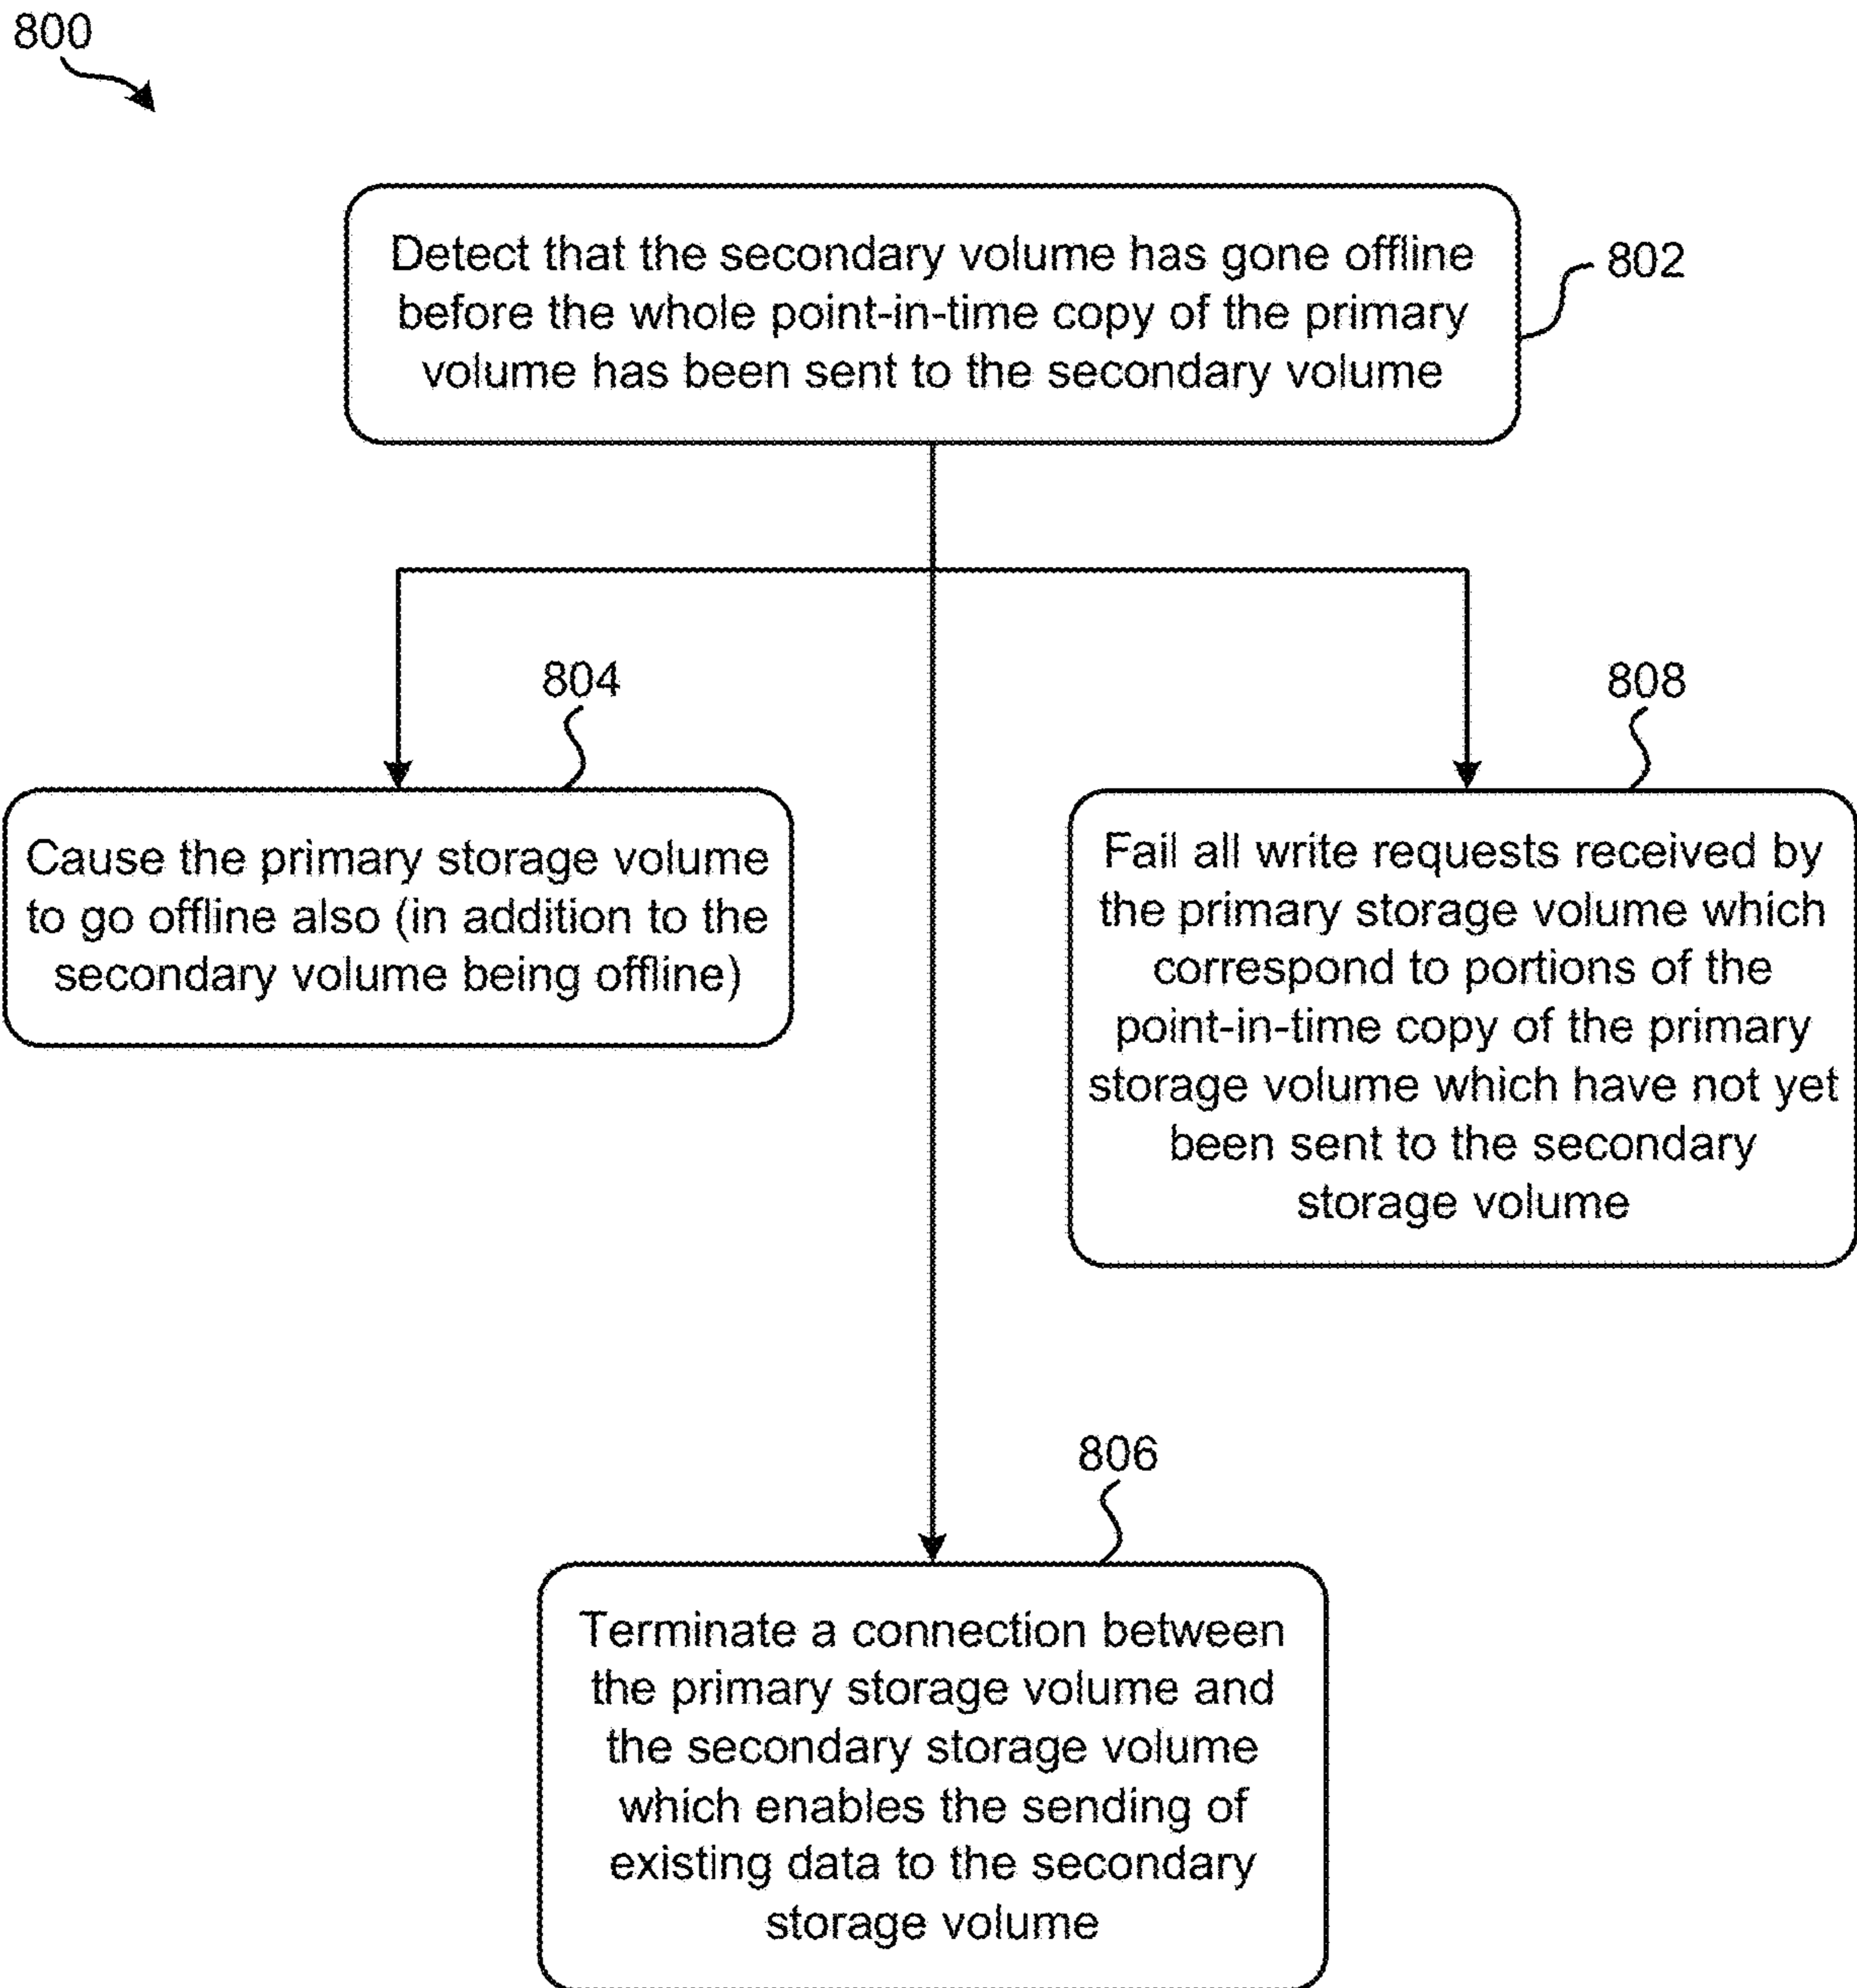 800
Detect that the secondary volume has gone offline
before the whole point-in-time copy of the primary
volume has been sent to the secondary volume
802
804
Cause the primary storage volume
to go offline also (in addition to the
secondary volume being offline)
808
Fail all write requests received by
the primary storage volume which
correspond to portions of the
point-in-time copy of the primary
storage volume which have not yet
been sent to the secondary
storage volume
806
Terminate a connection between
the primary storage volume and
the secondary storage volume
which enables the sending of
existing data to the secondary
storage volume